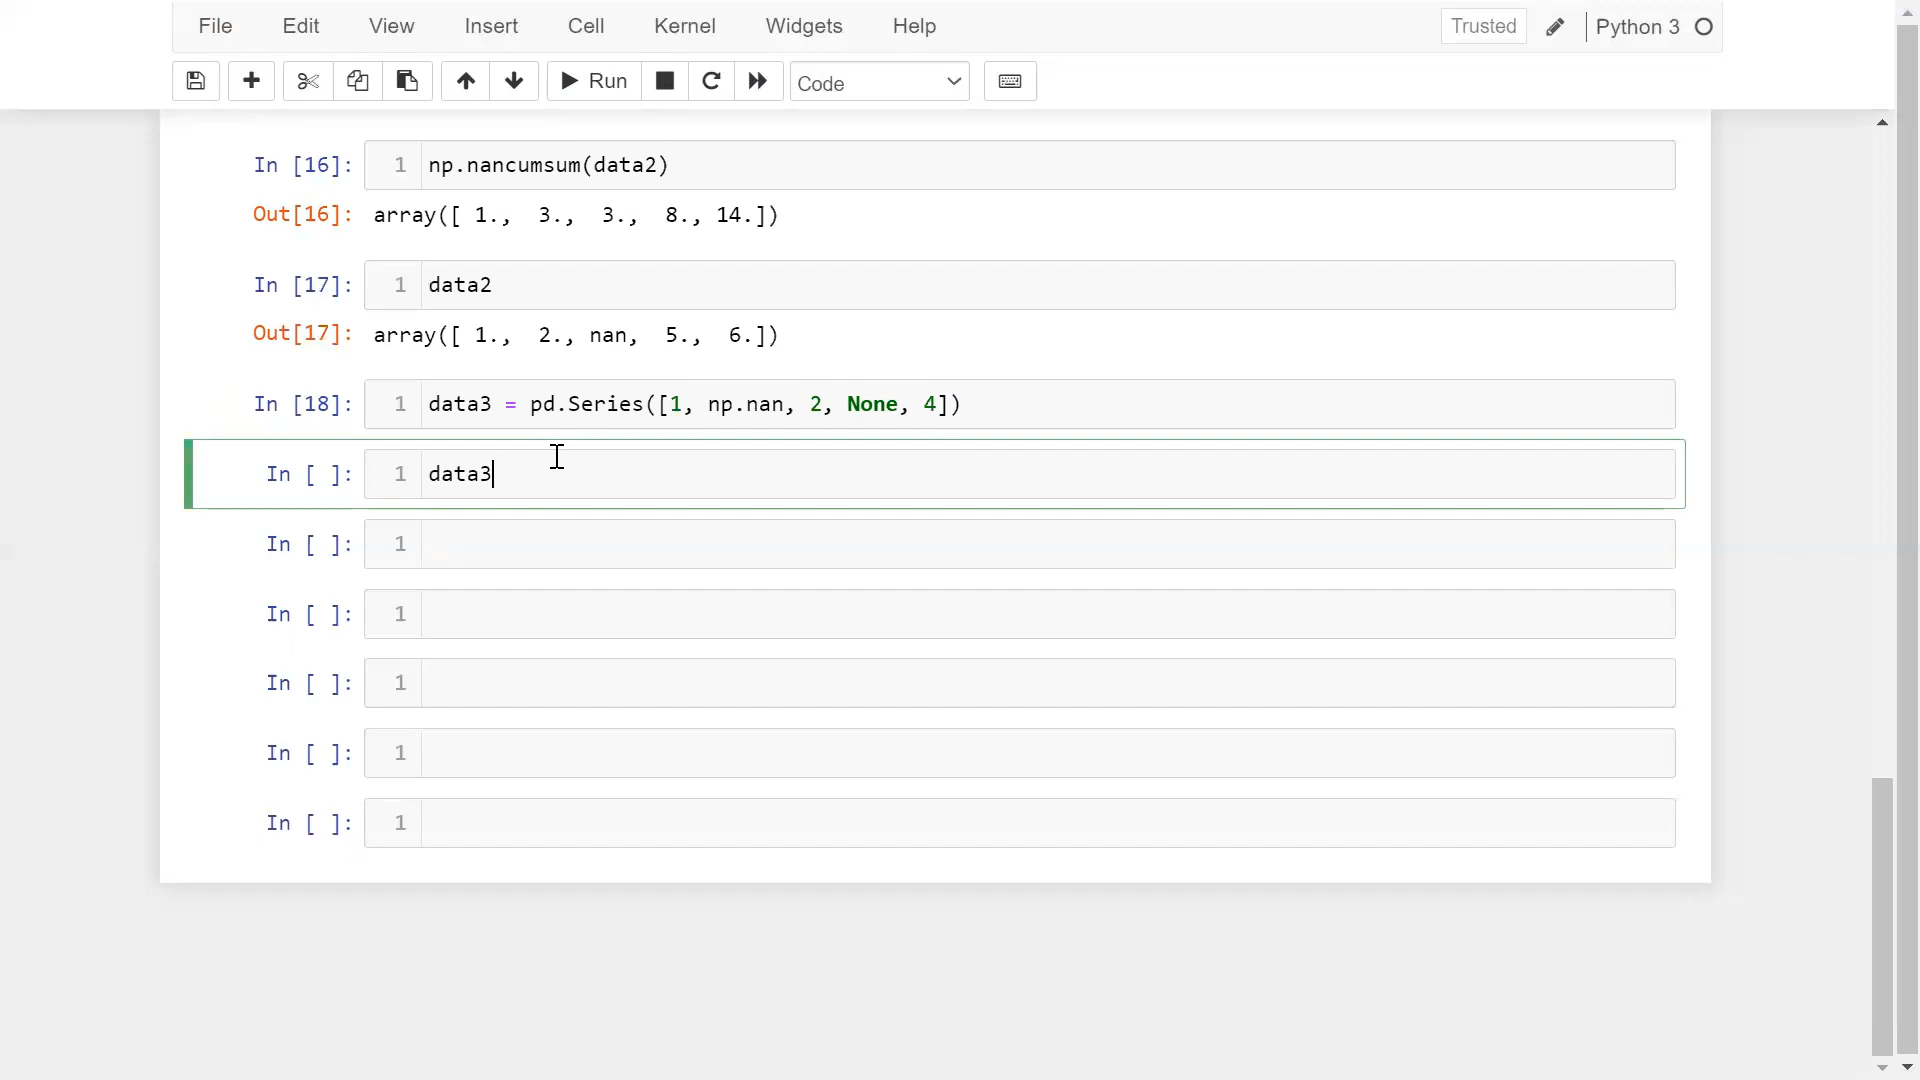 File Edit View Insert Cell Kernel Widgets Help Trusted Python 3
Run Code
In [16]: 1 np.nancumsum(data2)
Out[16]: array([ 1.,  3.,  3.,  8., 14.])
In [17]: 1 data2
Out[17]: array([ 1.,  2., nan,  5.,  6.])
In [18]: 1 data3 = pd.Series([1, np.nan, 2, None, 4])
In [ ]: 1 data3
In [ ]: 1
In [ ]: 1
In [ ]: 1
In [ ]: 1
In [ ]: 1